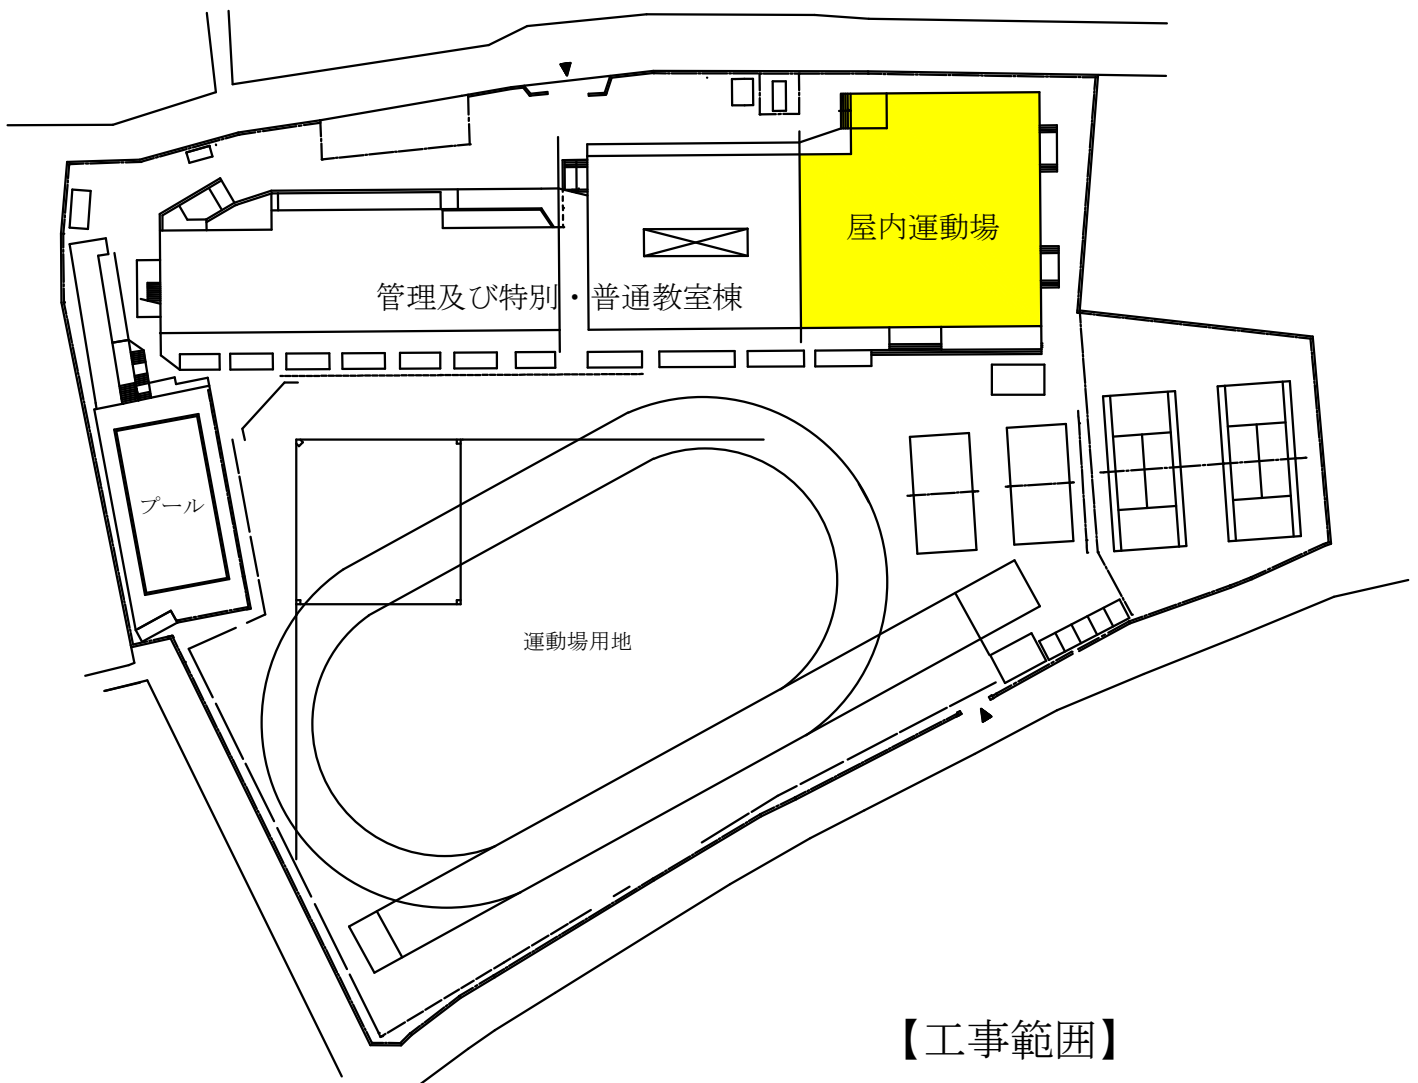 屋内運動場
管理及び特別・普通教室棟
プール
運動場用地
【工事範囲】